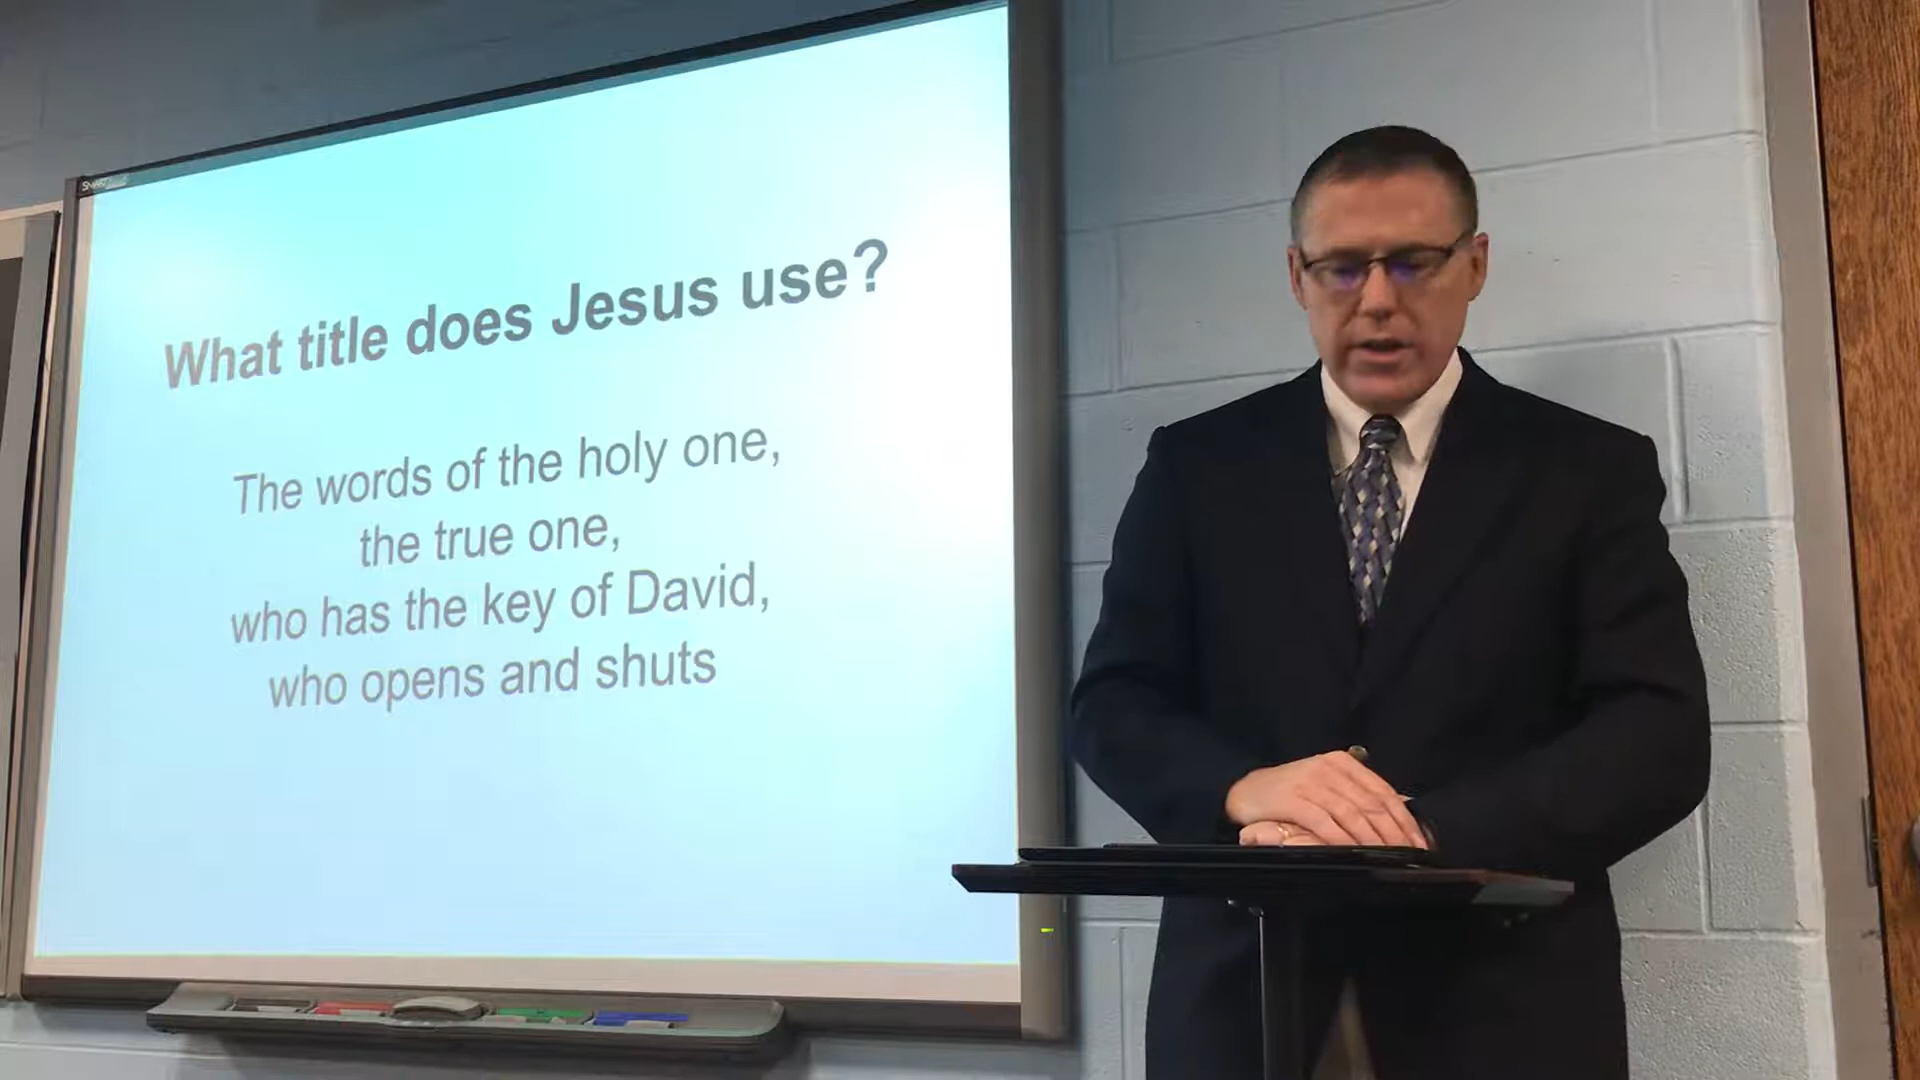 SMART
What title does Jesus use?
The words of the holy one,
the true one,
who has the key of David,
who opens and shuts